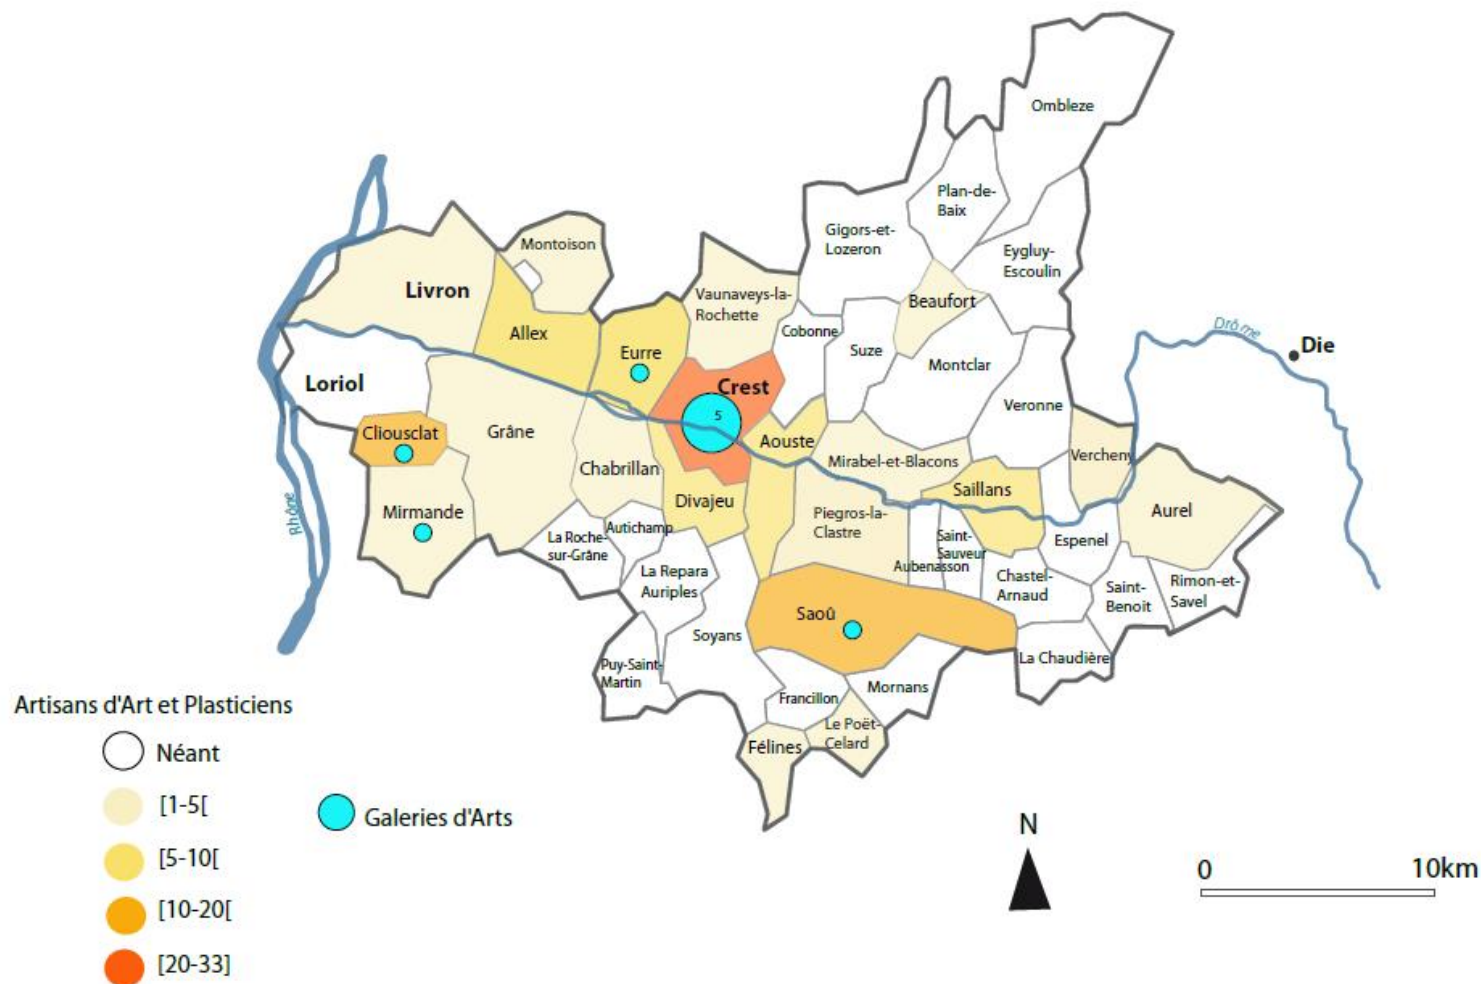 Ombleze
Plan-de-
Baix
Gigors-et-
Lozeron
Eygluy-
Escoulin
Montoison
Livron
Vaunaveys-la-
Rochette
Beaufort
Allex
Cobonne
Drôme
Die
Eurre
Suze
Montclar
Loriol
Crest
5
Veronne
Cliousclat
Grâne
Aouste
Chabrillan
Mirabel-et-Blacons
Vercheny
Saillans
Divajeu
Mirmande
Rhône
Piegros-la-
Clastre
Aurel
Autichamp
La Roche-
sur-Grâne
Saint-
Sauveur
Espenel
Aubenasson
La Repara
Auriples
Chastel-
Arnaud
Saint-
Benoit
Rimon-et-
Savel
Saoû
Soyans
La Chaudière
Puy-Saint-
Martin
Francillon
Mornans
Le Poët-
Celard
Félines
Artisans d'Art et Plasticiens
Néant
[1-5[
[5-10[
[10-20[
[20-33]
Galeries d'Arts
N
0 10km